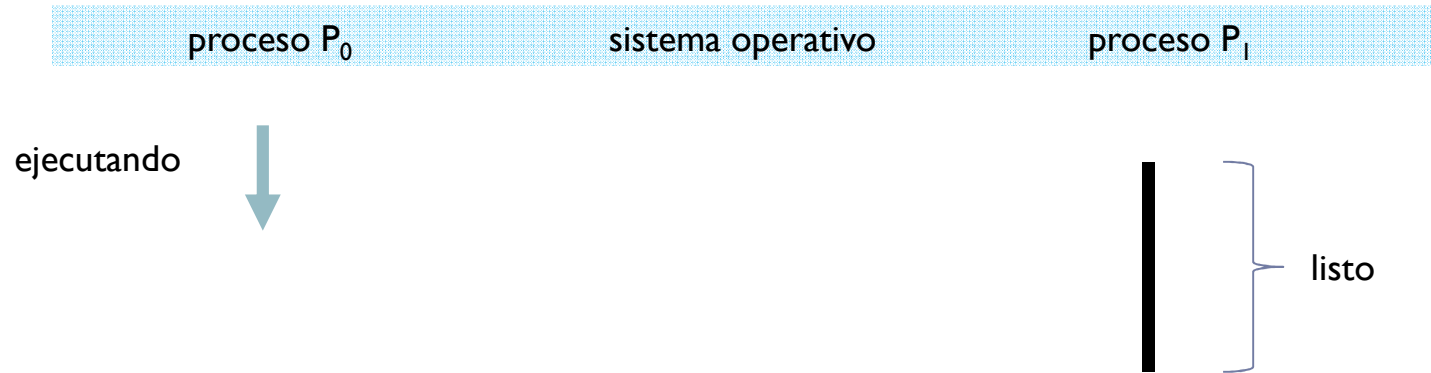 proceso P₀ sistema operativo proceso P₁
ejecutando
listo